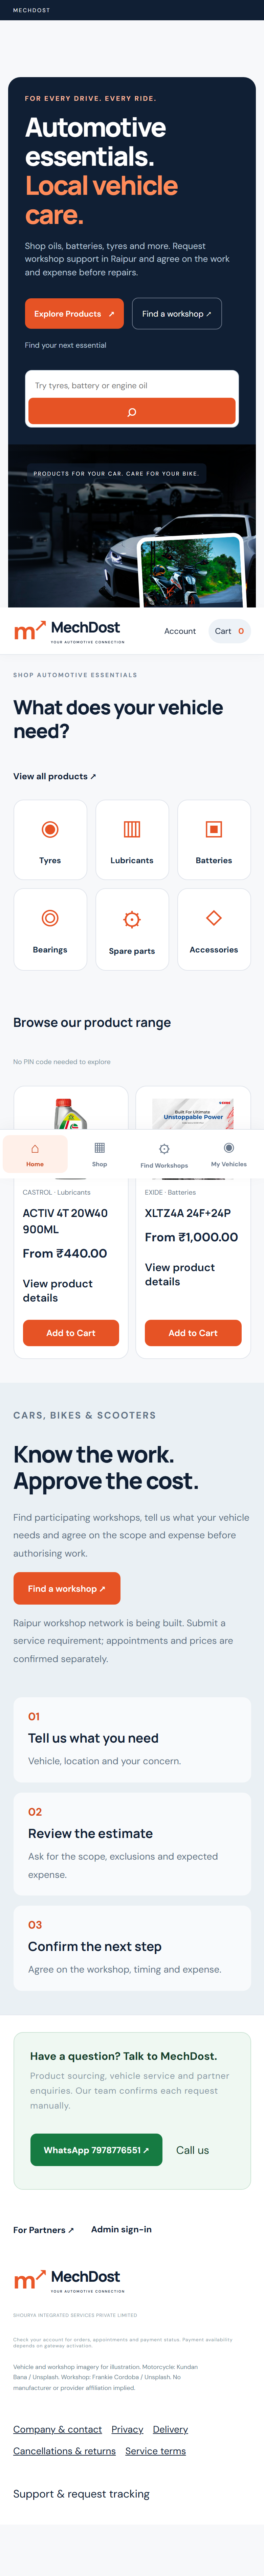 MECHDOST
FOR EVERY DRIVE. EVERY RIDE.
Automotive
essentials.
Local vehicle
care.
Shop oils, batteries, tyres and more. Request
workshop support in Raipur and agree on the work
and expense before repairs.
Explore Products ↗
Find a workshop ↗
Find your next essential
Try tyres, battery or engine oil
PRODUCTS FOR YOUR CAR. CARE FOR YOUR BIKE.
m MechDost
YOUR AUTOMOTIVE CONNECTION
Account
Cart 0
SHOP AUTOMOTIVE ESSENTIALS
What does your vehicle
need?
View all products ↗
Tyres
Lubricants
Batteries
Bearings
Spare parts
Accessories
Browse our product range
No PIN code needed to explore
Built For Ultimate
Unstoppable Power
Home
Shop
Find Workshops
My Vehicles
CASTROL · Lubricants
ACTIV 4T 20W40
900ML
From ₹440.00
View product
details
Add to Cart
EXIDE · Batteries
XLTZ4A 24F+24P
From ₹1,000.00
View product
details
Add to Cart
CARS, BIKES & SCOOTERS
Know the work.
Approve the cost.
Find participating workshops, tell us what your vehicle
needs and agree on the scope and expense before
authorising work.
Find a workshop ↗
Raipur workshop network is being built. Submit a
service requirement; appointments and prices are
confirmed separately.
01
Tell us what you need
Vehicle, location and your concern.
02
Review the estimate
Ask for the scope, exclusions and expected
expense.
03
Confirm the next step
Agree on the workshop, timing and expense.
Have a question? Talk to MechDost.
Product sourcing, vehicle service and partner
enquiries. Our team confirms each request
manually.
WhatsApp 7978776551 ↗
Call us
For Partners ↗
Admin sign-in
m MechDost
YOUR AUTOMOTIVE CONNECTION
SHOURYA INTEGRATED SERVICES PRIVATE LIMITED
Check your account for orders, appointments and payment status. Payment availability
depends on gateway activation.
Vehicle and workshop imagery for illustration. Motorcycle: Kundan
Bana / Unsplash. Workshop: Frankie Cordoba / Unsplash. No
manufacturer or provider affiliation implied.
Company & contact Privacy Delivery
Cancellations & returns Service terms
Support & request tracking